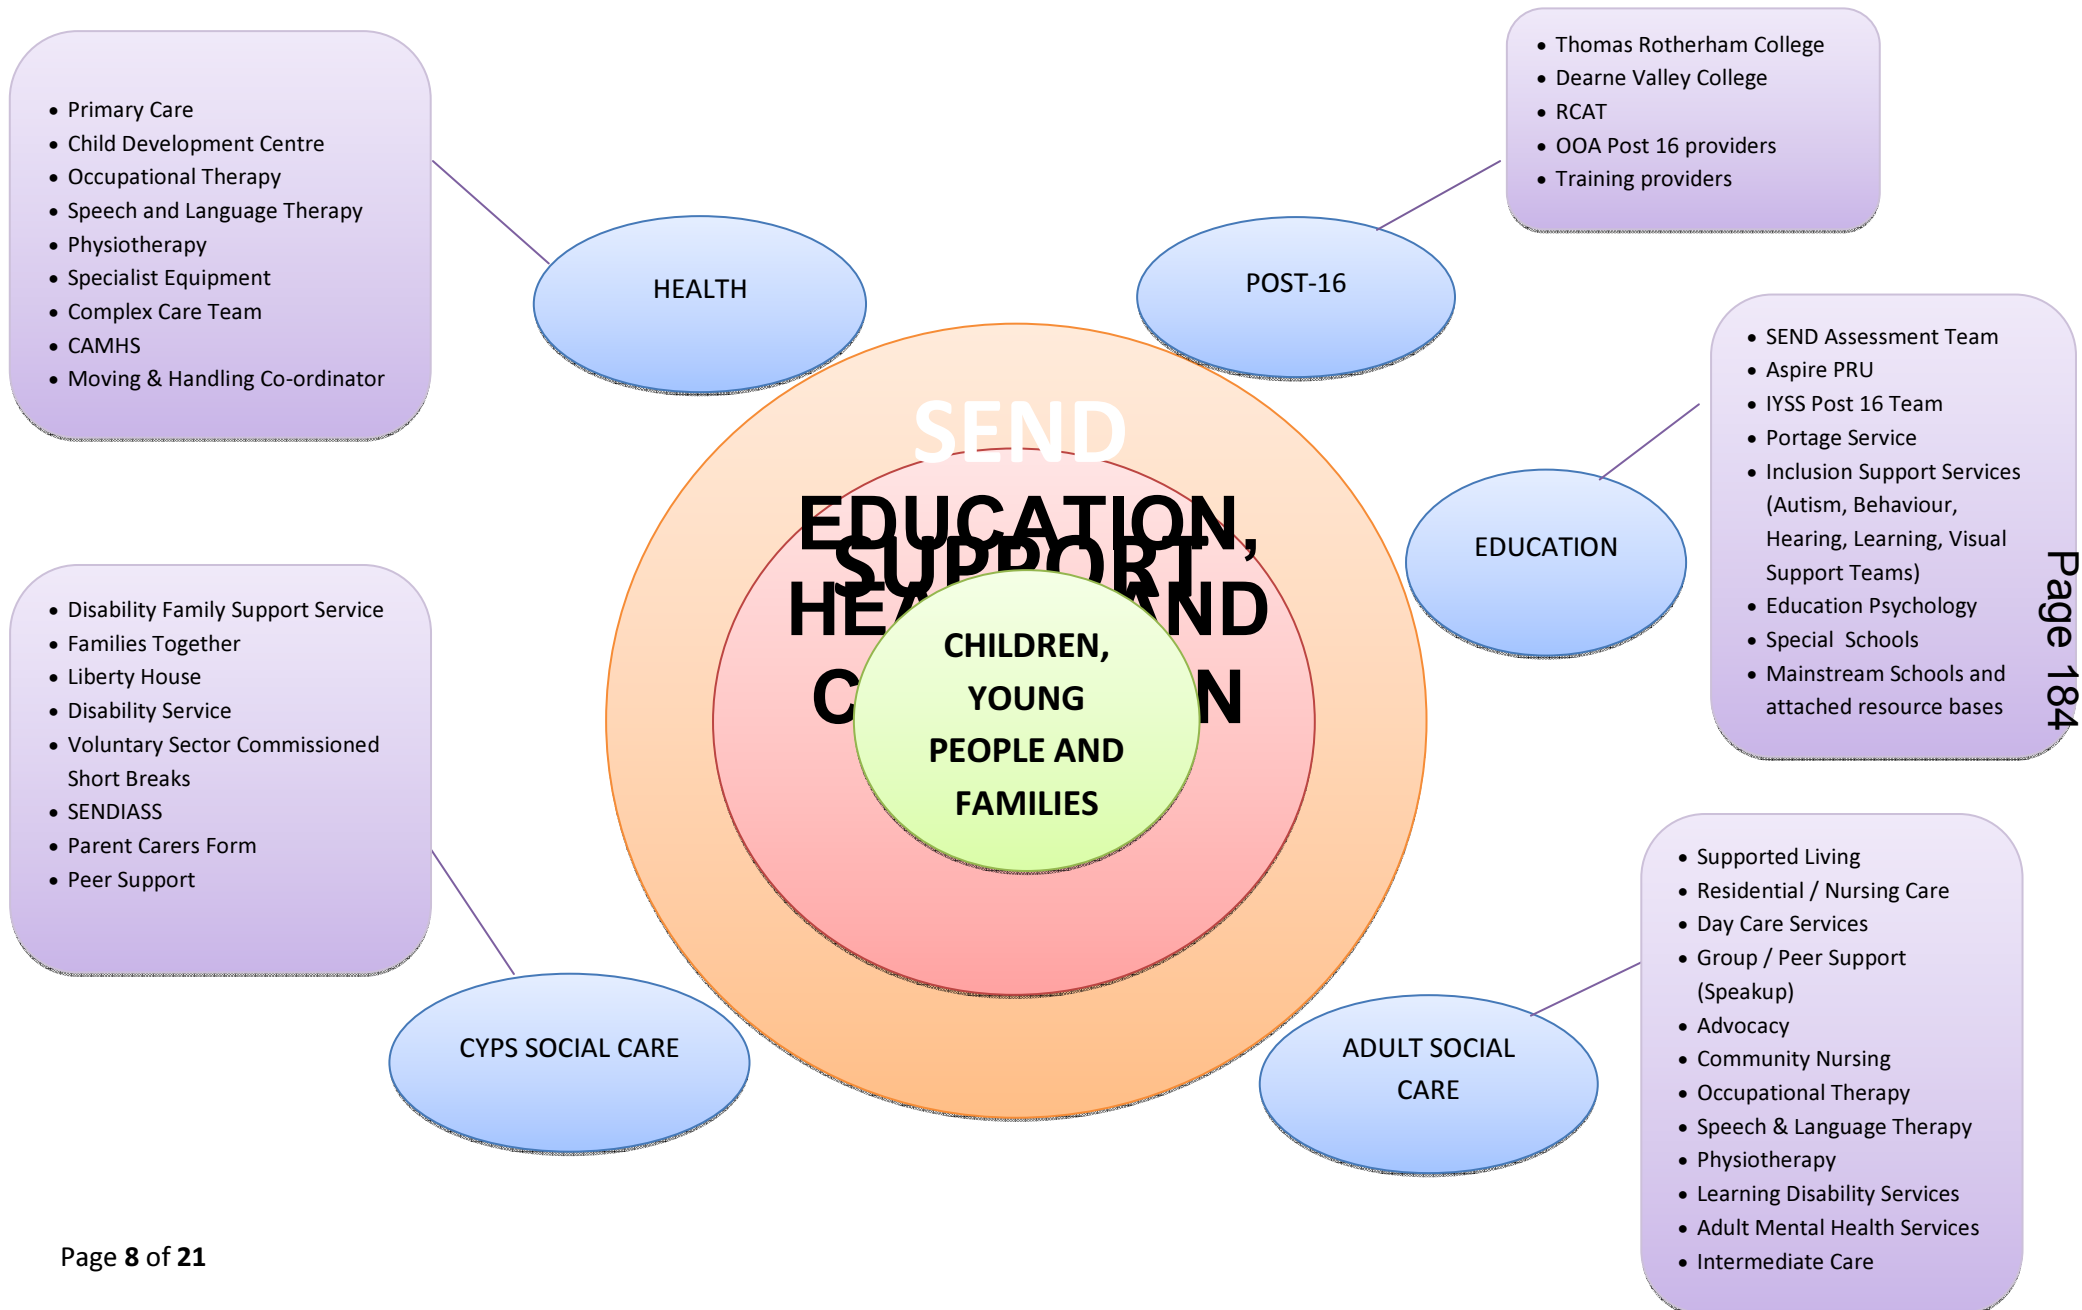 • Primary Care
• Child Development Centre
• Occupational Therapy
• Speech and Language Therapy
• Physiotherapy
• Specialist Equipment
• Complex Care Team
• CAMHS
• Moving & Handling Co-ordinator
HEALTH
POST-16
• Thomas Rotherham College
• Dearne Valley College
• RCAT
• OOA Post 16 providers
• Training providers
• SEND Assessment Team
• Aspire PRU
• IYSS Post 16 Team
• Portage Service
• Inclusion Support Services
(Autism, Behaviour,
Hearing, Learning, Visual
Support Teams)
• Education Psychology
• Special  Schools
• Mainstream Schools and
attached resource bases
EDUCATION
SEND
SUPPORT
EDUCATION,
AND
CHILDREN,
YOUNG
PEOPLE AND
FAMILIES
• Disability Family Support Service
• Families Together
• Liberty House
• Disability Service
• Voluntary Sector Commissioned
Short Breaks
• SENDIASS
• Parent Carers Form
• Peer Support
CYPS SOCIAL CARE
ADULT SOCIAL
CARE
• Supported Living
• Residential / Nursing Care
• Day Care Services
• Group / Peer Support
(Speakup)
• Advocacy
• Community Nursing
• Occupational Therapy
• Speech & Language Therapy
• Physiotherapy
• Learning Disability Services
• Adult Mental Health Services
• Intermediate Care
Page 184
Page 8 of 21